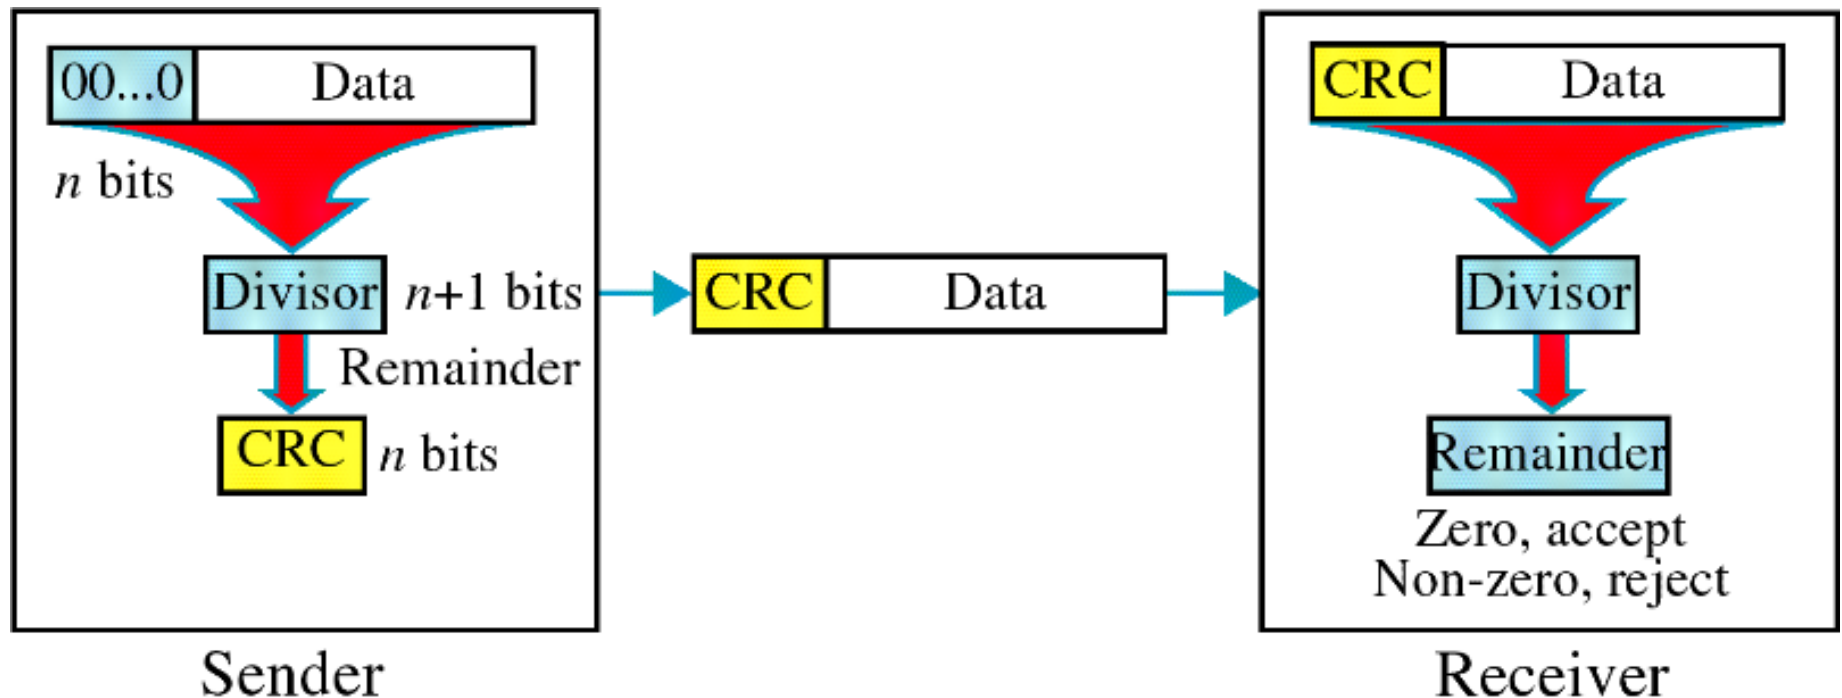 00...0 Data
n bits
Divisor n+1 bits
Remainder
CRC n bits
Sender
CRC Data
CRC Data
Divisor
Remainder
Zero, accept
Non-zero, reject
Receiver